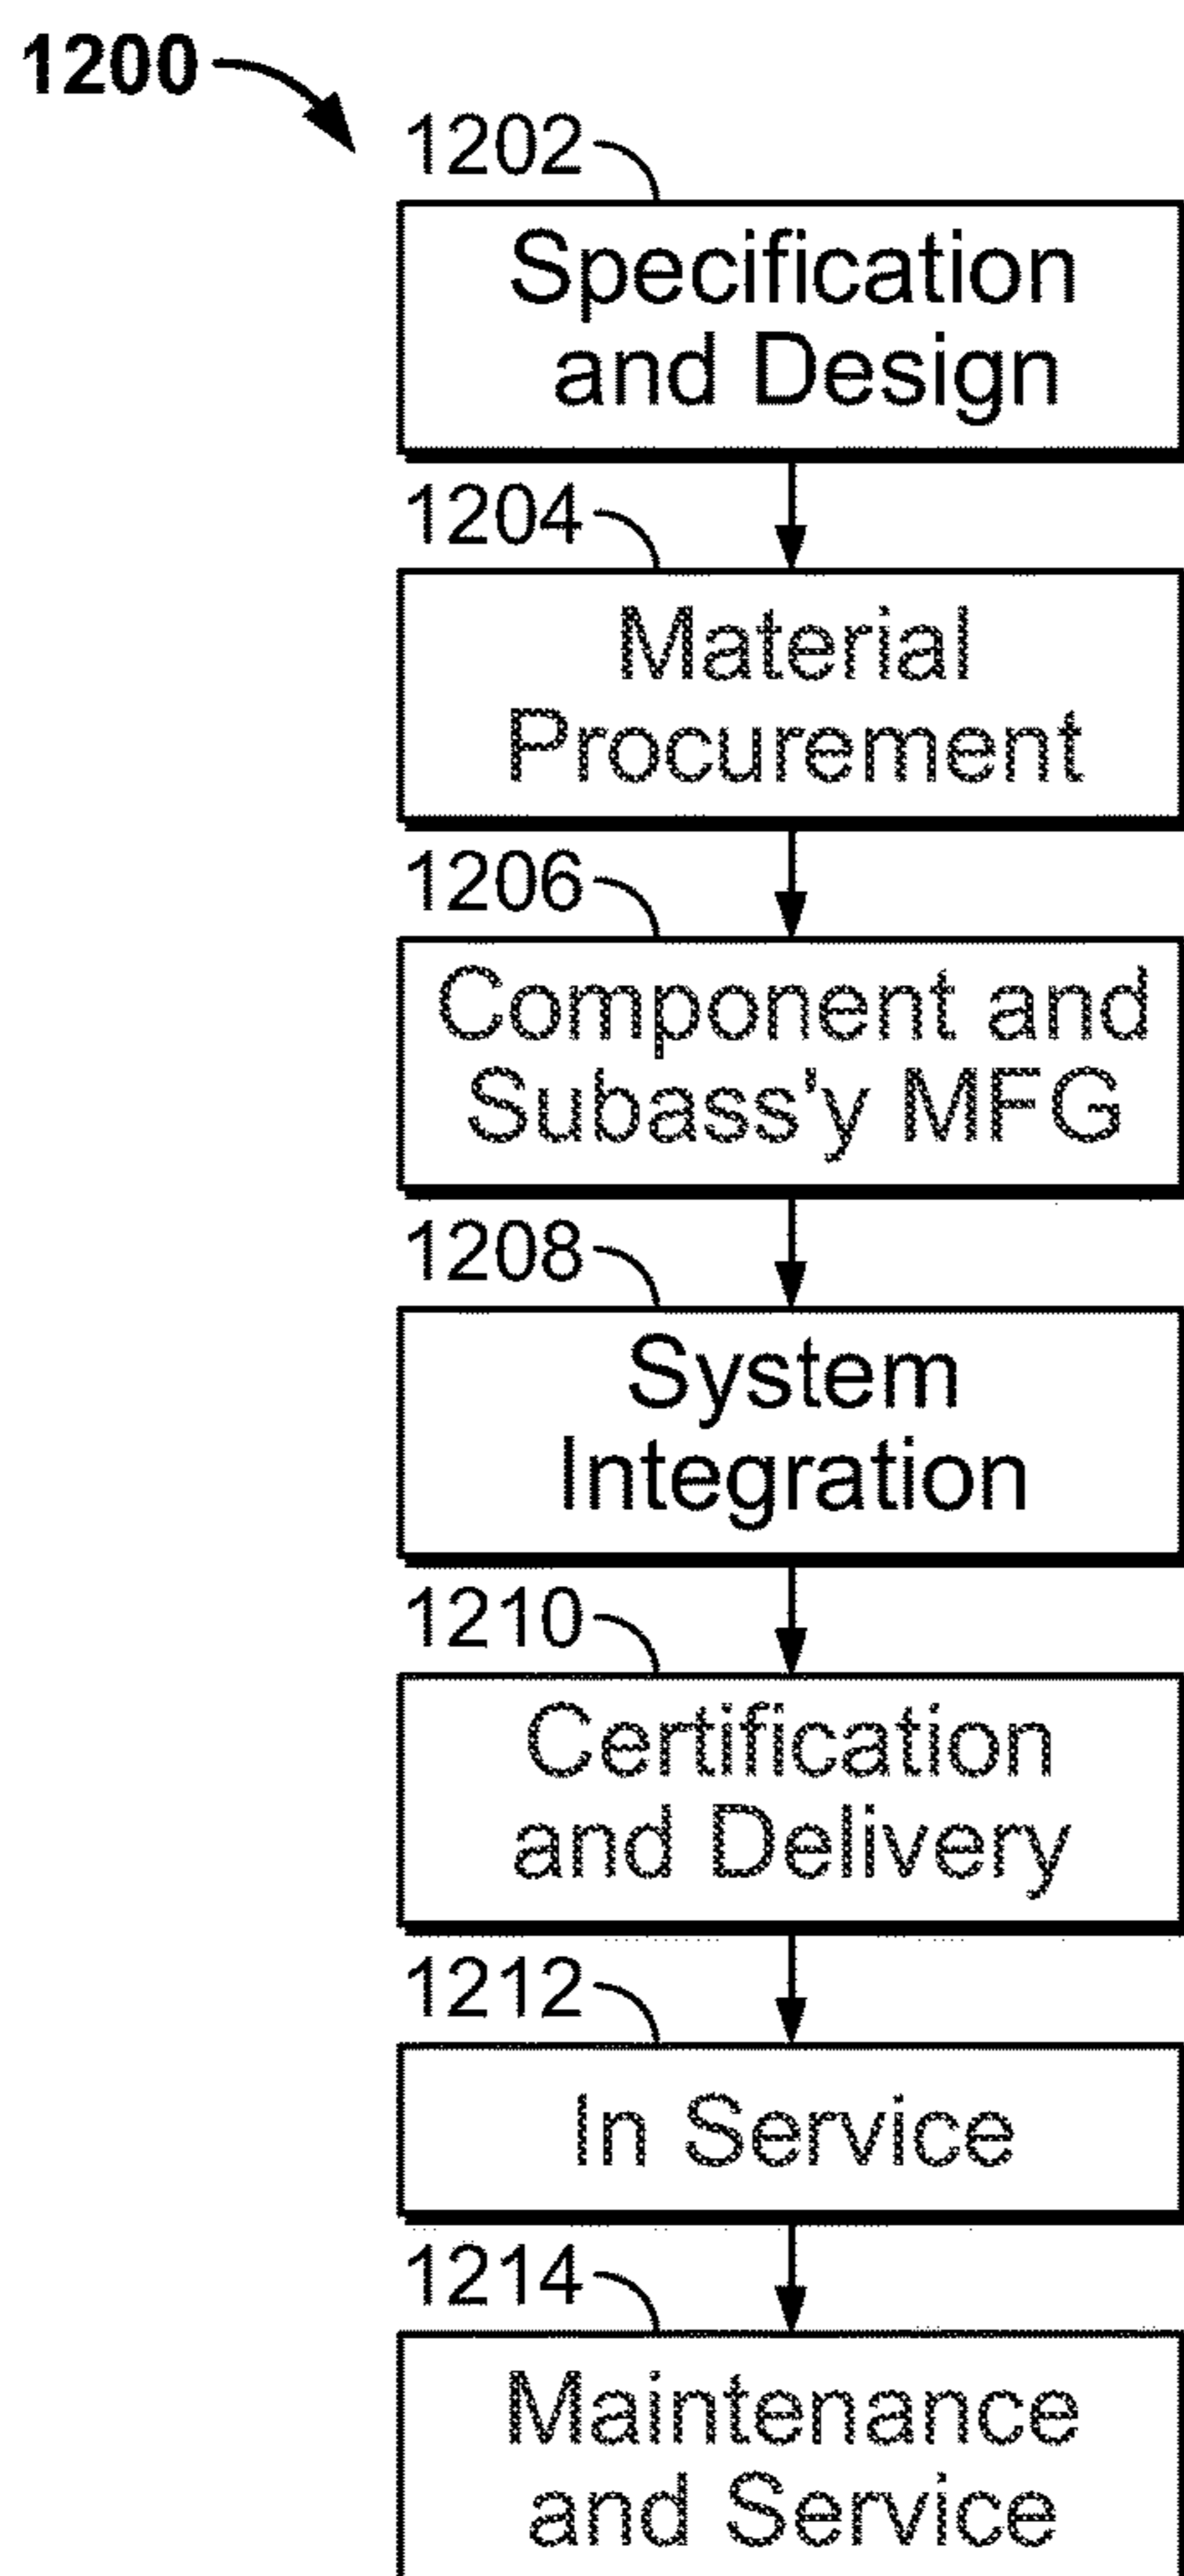 1200
1202
Specification
and Design
1204
Material
Procurement
1206
Component and
Subass'y MFG
1208
System
Integration
1210
Certification
and Delivery
1212
In Service
1214
Maintenance
and Service